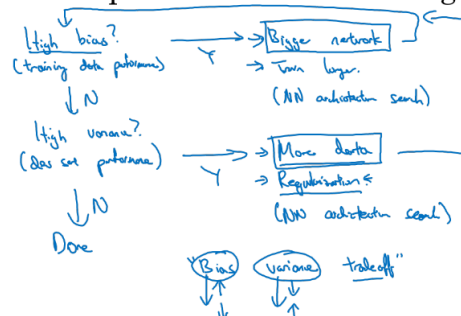 High bias?
(training data performance)
Y
→ Bigger network
→ Train longer.
(NN architecture search)
N
High variance?
(dev set performance)
Y
→ More data
→ Regularization
(NN architecture search)
N
Done
"Bias variance tradeoff"